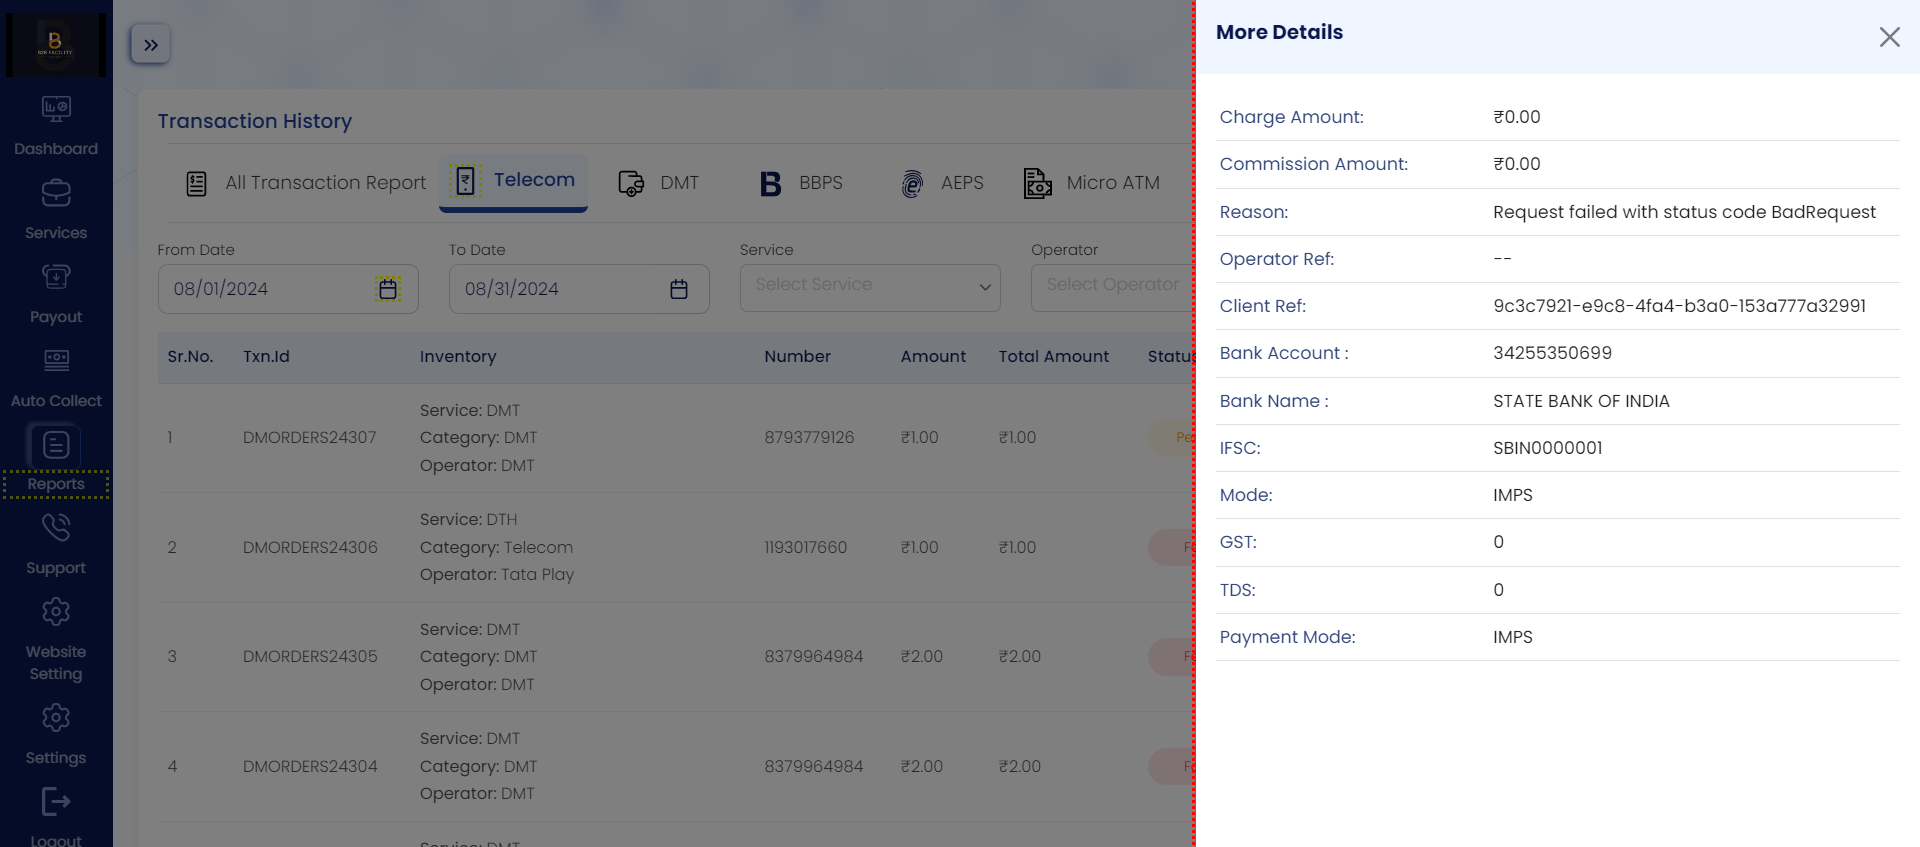 B2B FACILITY
Dashboard
Services
Payout
Auto Collect
Reports
Support
Website
Setting
Settings
Logout
Transaction History
All Transaction Report
Telecom
DMT
BBPS
AEPS
Micro ATM
From Date
To Date
Service
Operator
08/01/2024
08/31/2024
Select Service
Select Operator
Sr.No. Txn.Id Inventory Number Amount Total Amount Status
Service: DMT
1 DMORDERS24307 Category: DMT 8793779126 ₹1.00 ₹1.00 Pe
Operator: DMT
Service: DTH
2 DMORDERS24306 Category: Telecom 1193017660 ₹1.00 ₹1.00
Operator: Tata Play
Service: DMT
3 DMORDERS24305 Category: DMT 8379964984 ₹2.00 ₹2.00
Operator: DMT
Service: DMT
4 DMORDERS24304 Category: DMT 8379964984 ₹2.00 ₹2.00
Operator: DMT
Service: DMT
More Details
Charge Amount: ₹0.00
Commission Amount: ₹0.00
Reason: Request failed with status code BadRequest
Operator Ref: --
Client Ref: 9c3c7921-e9c8-4fa4-b3a0-153a777a32991
Bank Account : 34255350699
Bank Name : STATE BANK OF INDIA
IFSC: SBIN0000001
Mode: IMPS
GST: 0
TDS: 0
Payment Mode: IMPS